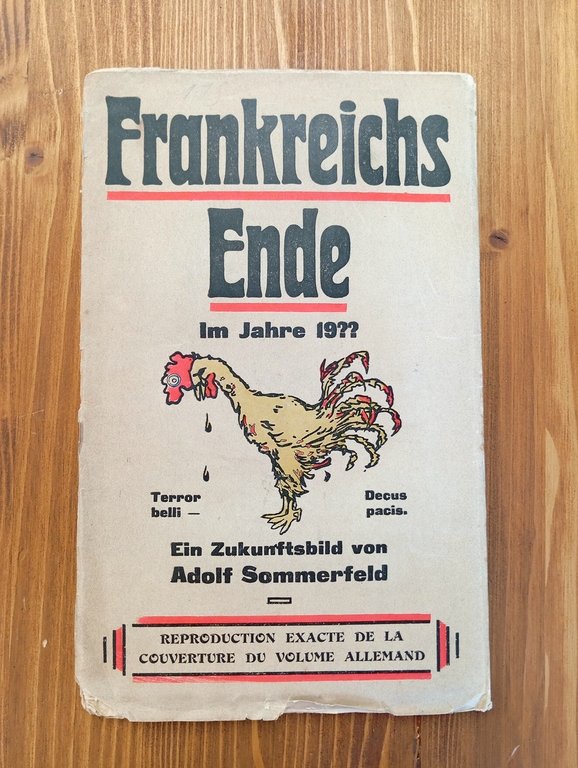 Frankreichs
Ende
Im Jahre 19??
Terror
belli —
Decus
pacis.
Ein Zukunftsbild von
Adolf Sommerfeld
REPRODUCTION EXACTE DE LA
COUVERTURE DU VOLUME ALLEMAND